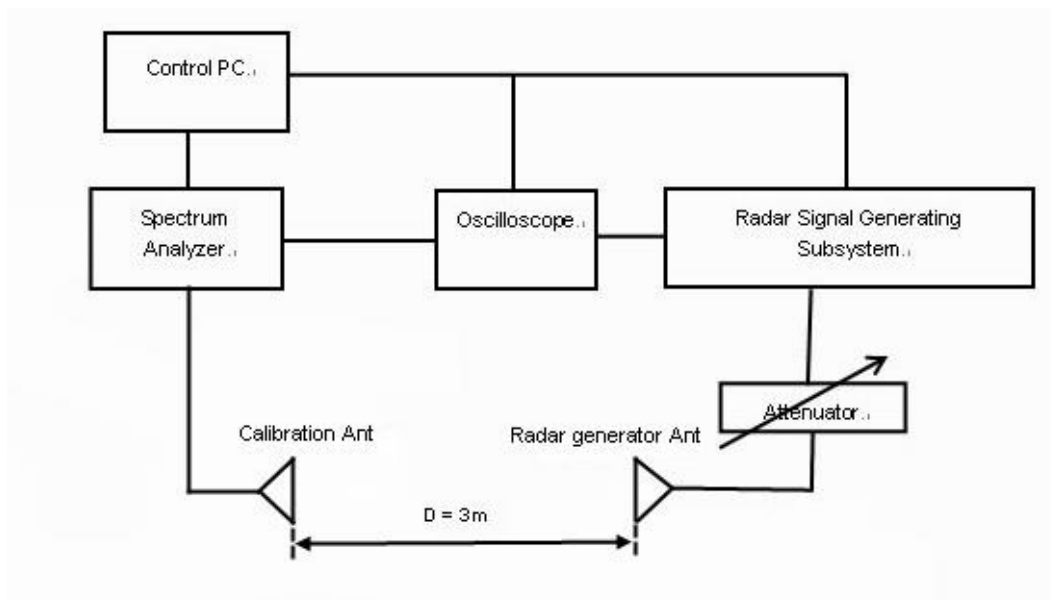 Control PC
Spectrum
Analyzer
Oscilloscope
Radar Signal Generating
Subsystem
Attenuator
Calibration Ant
Radar generator Ant
D = 3m